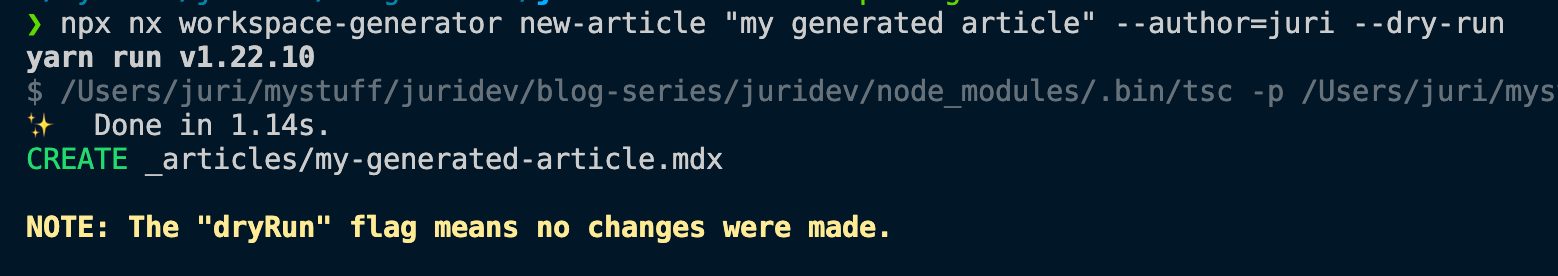 ❯ npx nx workspace-generator new-article "my generated article" --author=juri --dry-run
yarn run v1.22.10
$ /Users/juri/mystuff/juridev/blog-series/juridev/node_modules/.bin/tsc -p /Users/juri/mys
✨ Done in 1.14s.
CREATE _articles/my-generated-article.mdx
NOTE: The "dryRun" flag means no changes were made.